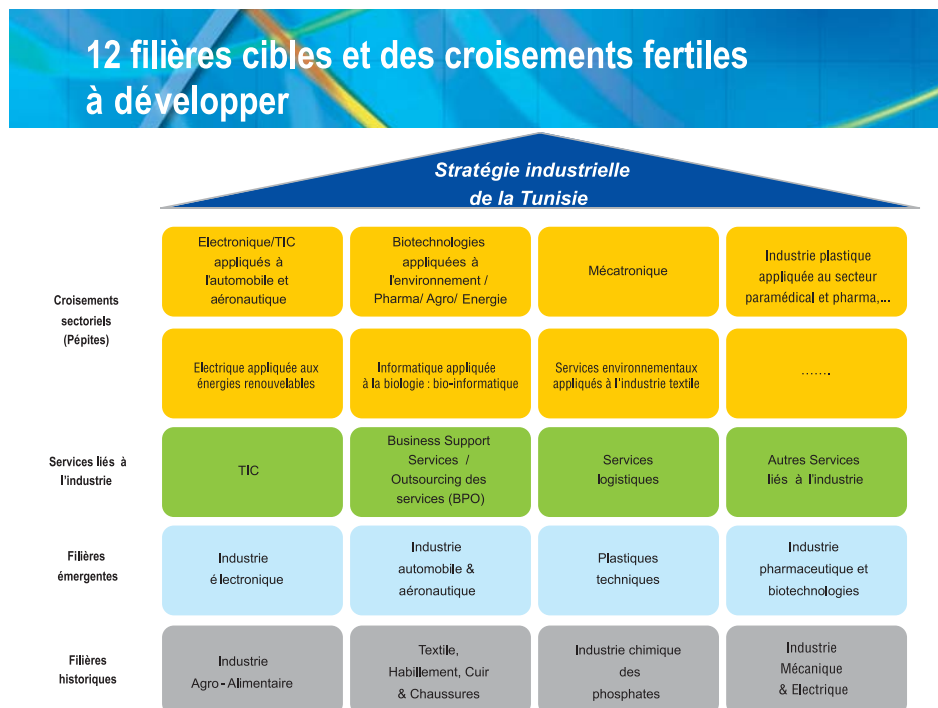 12 filières cibles et des croisements fertiles
à développer
Stratégie industrielle
de la Tunisie
Croisements
sectoriels
(Pépites)
Electronique/TIC
appliqués à
l'automobile et
aéronautique
Biotechnologies
appliquées à
l'environnement /
Pharma/ Agro/ Energie
Mécatronique
Industrie plastique
appliquée au secteur
paramédical et pharma,...
Electrique appliquée aux
énergies renouvelables
Informatique appliquée
à la biologie : bio-informatique
Services environnementaux
appliqués à l'industrie textile
.......
Services liés à
l'industrie
TIC
Business Support
Services /
Outsourcing des
services (BPO)
Services
logistiques
Autres Services
liés à l'industrie
Filières
émergentes
Industrie
électronique
Industrie
automobile &
aéronautique
Plastiques
techniques
Industrie
pharmaceutique et
biotechnologies
Filières
historiques
Industrie
Agro-Alimentaire
Textile,
Habillement, Cuir
& Chaussures
Industrie chimique
des
phosphates
Industrie
Mécanique
& Electrique